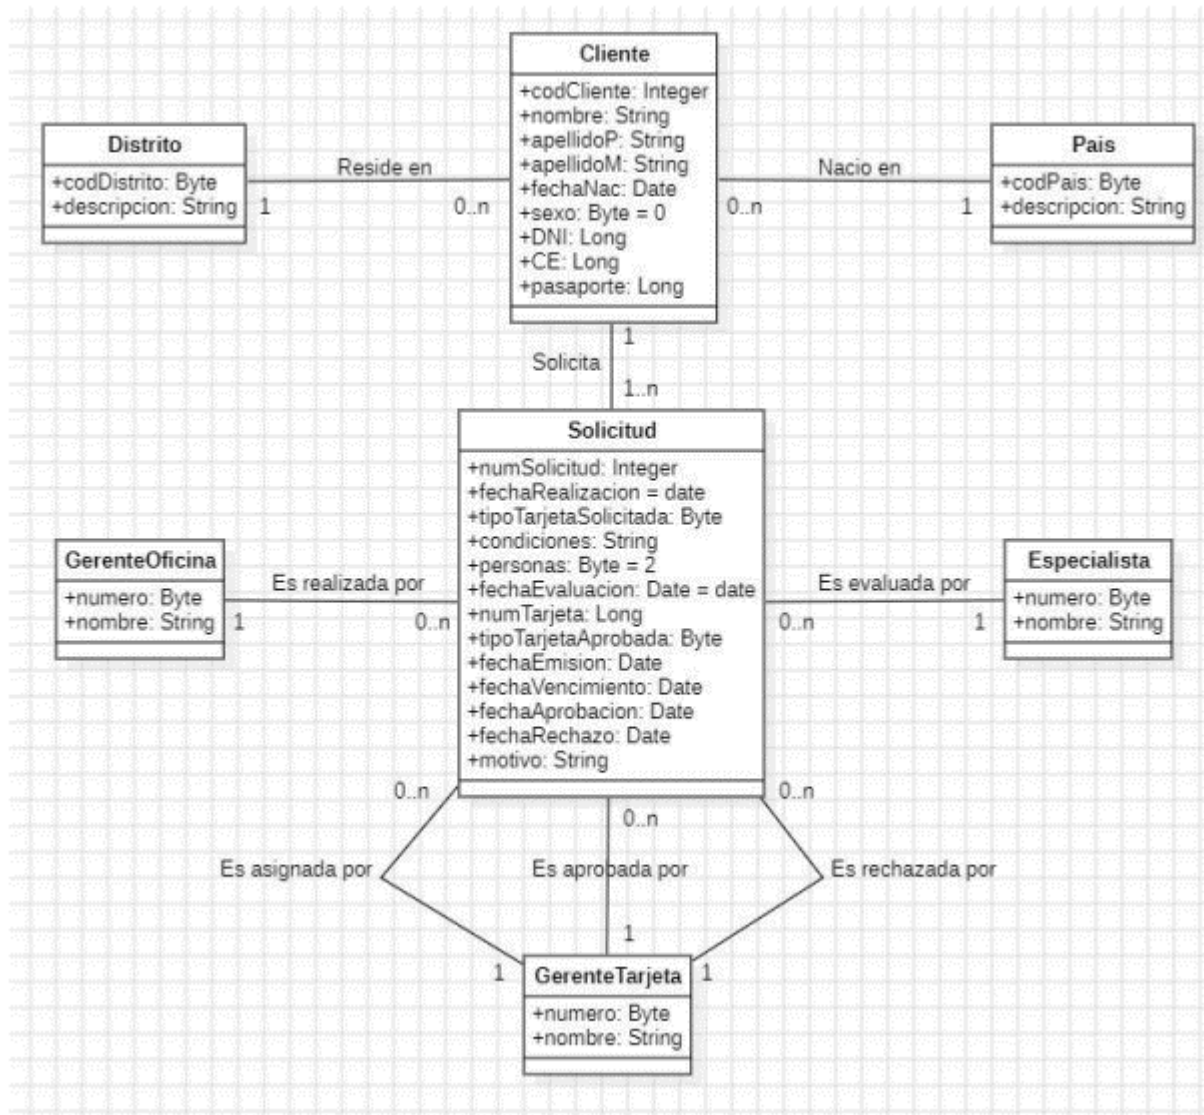 Cliente
+codCliente: Integer
+nombre: String
+apellidoP: String
+apellidoM: String
+fechaNac: Date
+sexo: Byte = 0
+DNI: Long
+CE: Long
+pasaporte: Long
Distrito
+codDistrito: Byte
+descripcion: String
Reside en
1
0..n
Nacio en
0..n
1
Pais
+codPais: Byte
+descripcion: String
1
Solicita
1..n
Solicitud
+numSolicitud: Integer
+fechaRealizacion = date
+tipoTarjetaSolicitada: Byte
+condiciones: String
+personas: Byte = 2
+fechaEvaluacion: Date = date
+numTarjeta: Long
+tipoTarjetaAprobada: Byte
+fechaEmision: Date
+fechaVencimiento: Date
+fechaAprobacion: Date
+fechaRechazo: Date
+motivo: String
GerenteOficina
+numero: Byte
+nombre: String
Es realizada por
1
0..n
Es evaluada por
0..n
1
Especialista
+numero: Byte
+nombre: String
0..n
0..n
0..n
Es asignada por
Es aprobada por
Es rechazada por
1
1
1
GerenteTarjeta
+numero: Byte
+nombre: String